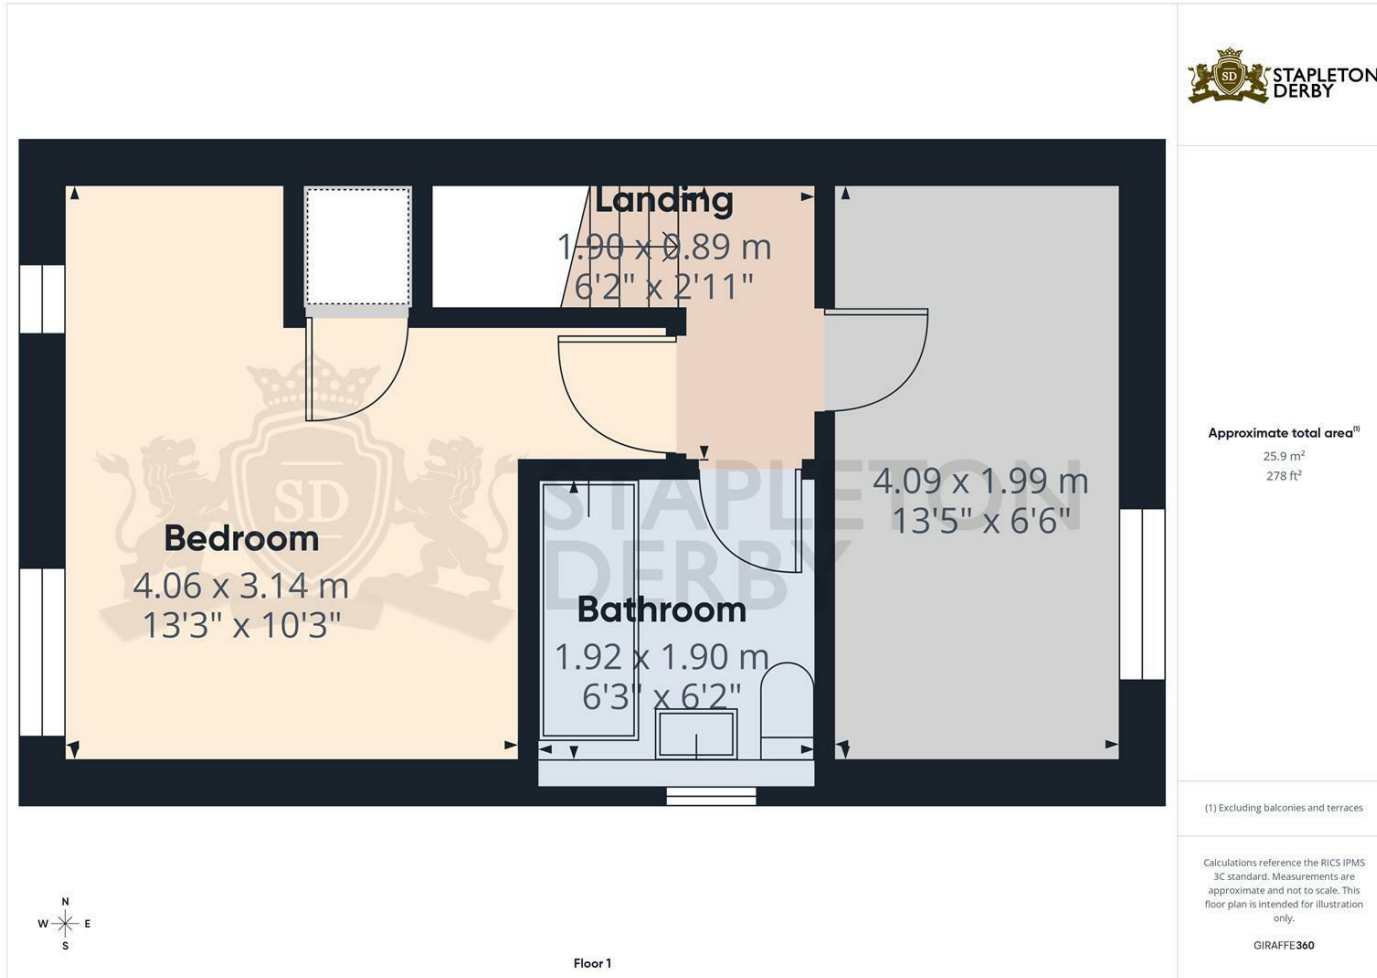 SD
STAPLETON
DERBY
Landing
1.90 x 0.89 m
6'2" x 2'11"
Bedroom
4.06 x 3.14 m
13'3" x 10'3"
SD
STAPLETON
DERBY
4.09 x 1.99 m
13'5" x 6'6"
Bathroom
1.92 x 1.90 m
6'3" x 6'2"
Approximate total area(1)
25.9 m²
278 ft²
(1) Excluding balconies and terraces
Calculations reference the RICS IPMS
3C standard. Measurements are
approximate and not to scale. This
floor plan is intended for illustration
only.
GIRAFFE360
N
W E
S
Floor 1